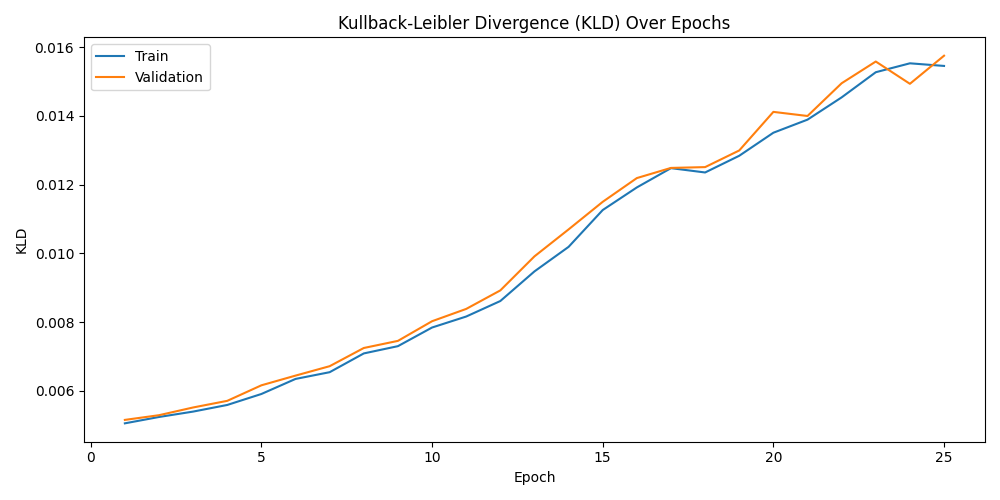 Kullback-Leibler Divergence (KLD) Over Epochs
Train
Validation
0.016
0.014
0.012
0.010
0.008
0.006
KLD
0 5 10 15 20 25
Epoch